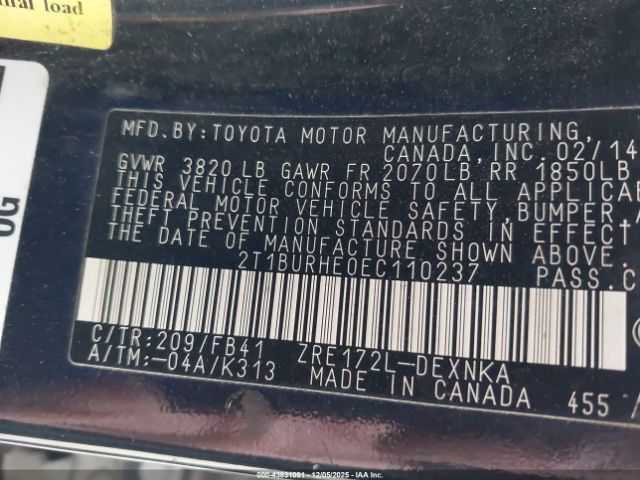 load
G
MFD.BY:TOYOTA MOTOR MANUFACTURING,
CANADA,INC. 02/14
GVWR 3820 LB GAWR FR 2070LB RR 1850LB
THIS VEHICLE CONFORMS TO ALL APPLICA
FEDERAL MOTOR VEHICLE SAFETY,BUMPER,
THEFT PREVENTION STANDARDS IN EFFECT
THE DATE OF MANUFACTURE SHOWN ABOVE.
2T1BURHE0EC110237 PASS.C
C/TR:209/FB41 ZRE172L-DEXNKA
A/TM:-04A/K313 MADE IN CANADA 455
000-43831091 - 12/05/2025 - IAA Inc.